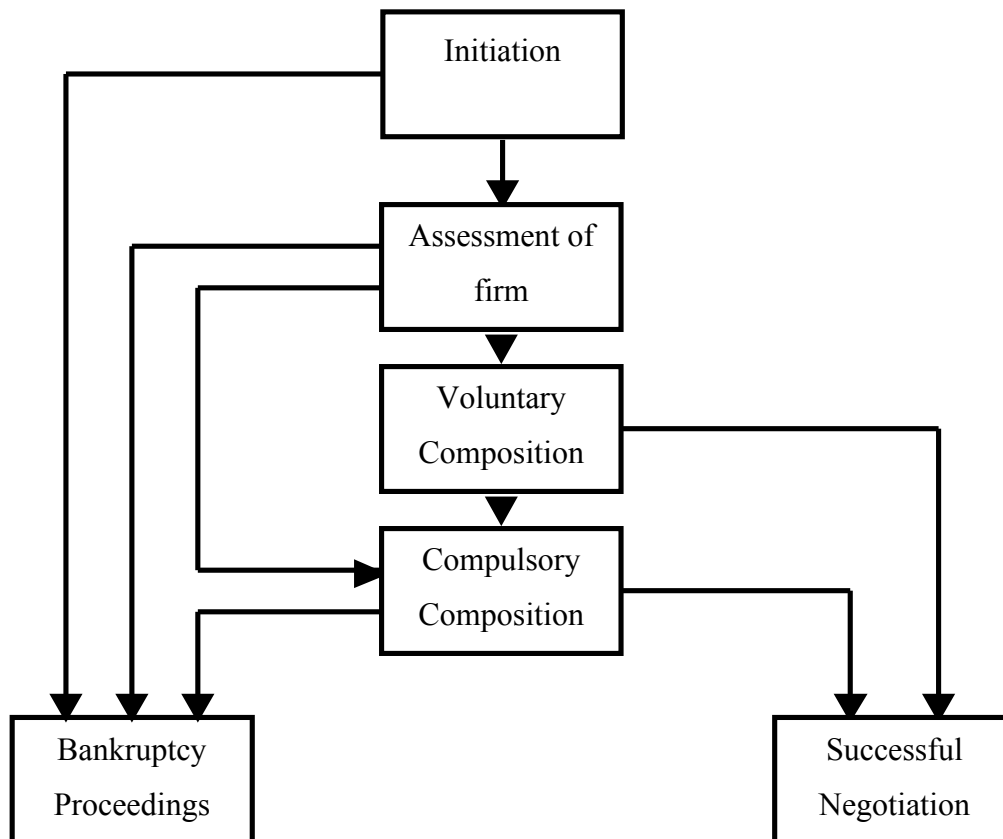 Initiation
Assessment of
firm
Voluntary
Composition
Compulsory
Composition
Bankruptcy
Proceedings
Successful
Negotiation